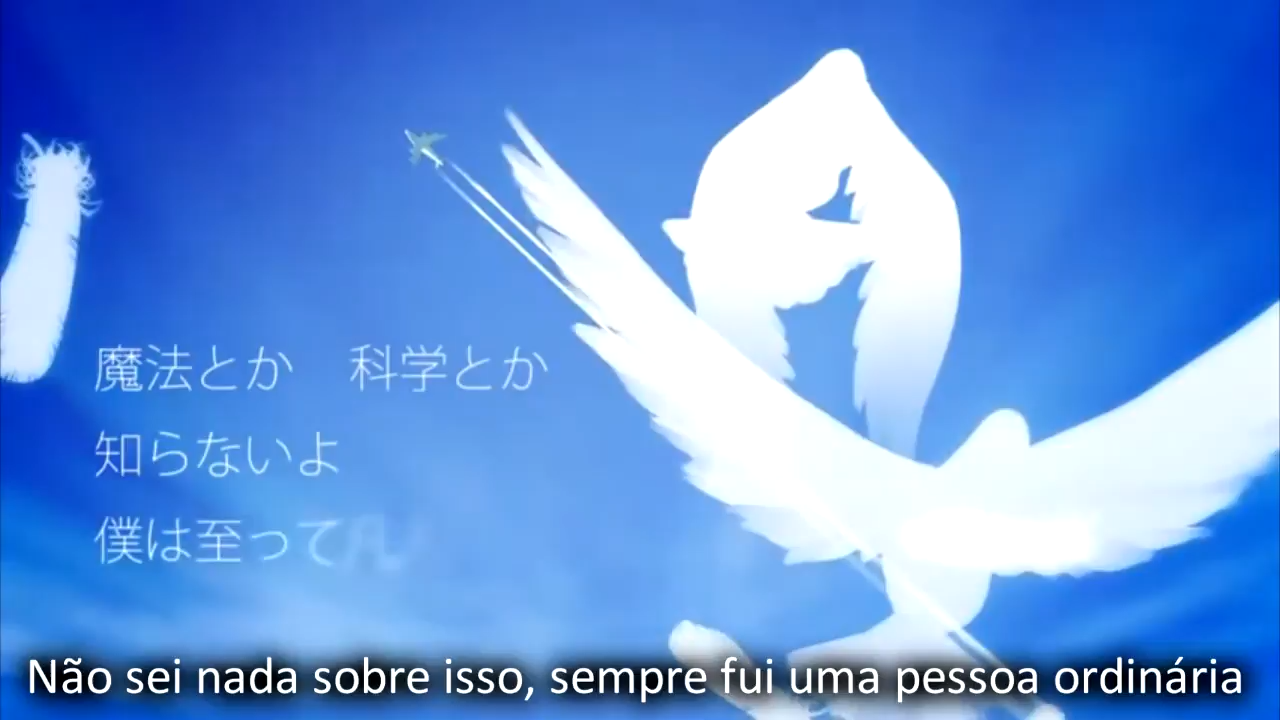 魔法とか　科学とか
知らないよ
僕は至って凡
Não sei nada sobre isso, sempre fui uma pessoa ordinária